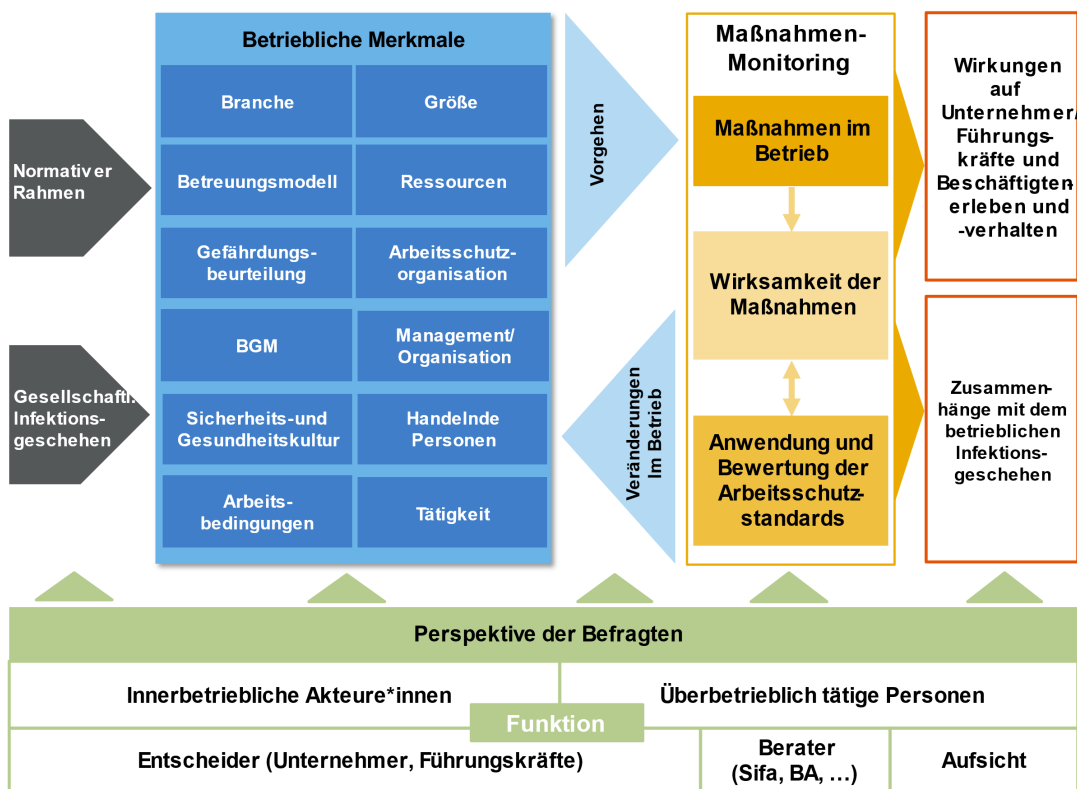 Normativer
Rahmen
Gesellschaftl.
Infektions-
geschehen
Betriebliche Merkmale
Branche
Größe
Betreuungsmodell
Ressourcen
Gefährdungs-
beurteilung
Arbeitsschutz-
organisation
BGM
Management/
Organisation
Sicherheits-und
Gesundheitskultur
Handelnde
Personen
Arbeits-
bedingungen
Tätigkeit
Vorgehen
Veränderungen
Im Betrieb
Maßnahmen-
Monitoring
Maßnahmen im
Betrieb
Wirksamkeit der
Maßnahmen
Anwendung und
Bewertung der
Arbeitsschutz-
standards
Wirkungen
auf
Unternehmer/
Führungs-
kräfte und
Beschäftigten-
erleben und
-verhalten
Zusammen-
hänge mit dem
betrieblichen
Infektions-
geschehen
Perspektive der Befragten
Innerbetriebliche Akteure*innen
Überbetrieblich tätige Personen
Funktion
Entscheider (Unternehmer, Führungskräfte)
Berater
(Sifa, BA, …)
Aufsicht